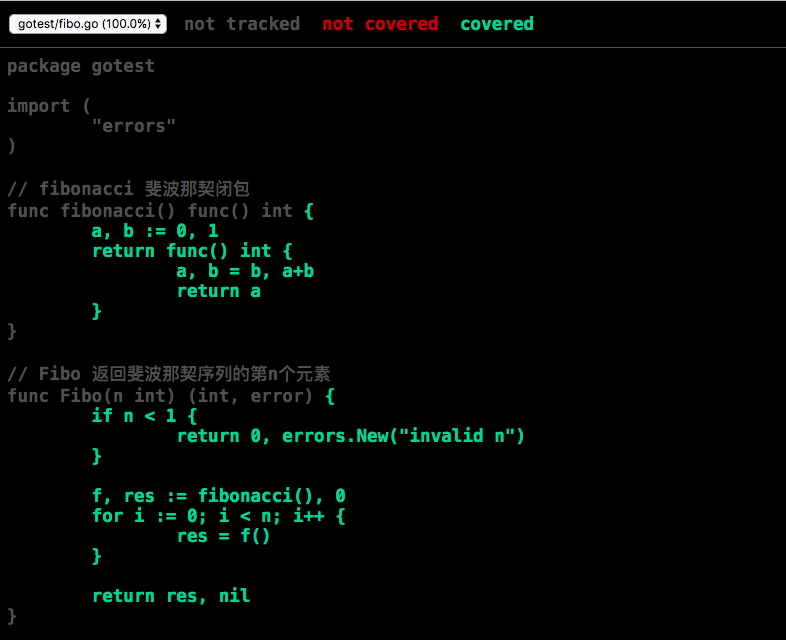 gotest/fibo.go (100.0%) not tracked not covered covered
package gotest
import (
"errors"
)
// fibonacci 斐波那契闭包
func fibonacci() func() int {
a, b := 0, 1
return func() int {
a, b = b, a+b
return a
}
}
// Fibo 返回斐波那契序列的第n个元素
func Fibo(n int) (int, error) {
if n < 1 {
return 0, errors.New("invalid n")
}
f, res := fibonacci(), 0
for i := 0; i < n; i++ {
res = f()
}
return res, nil
}